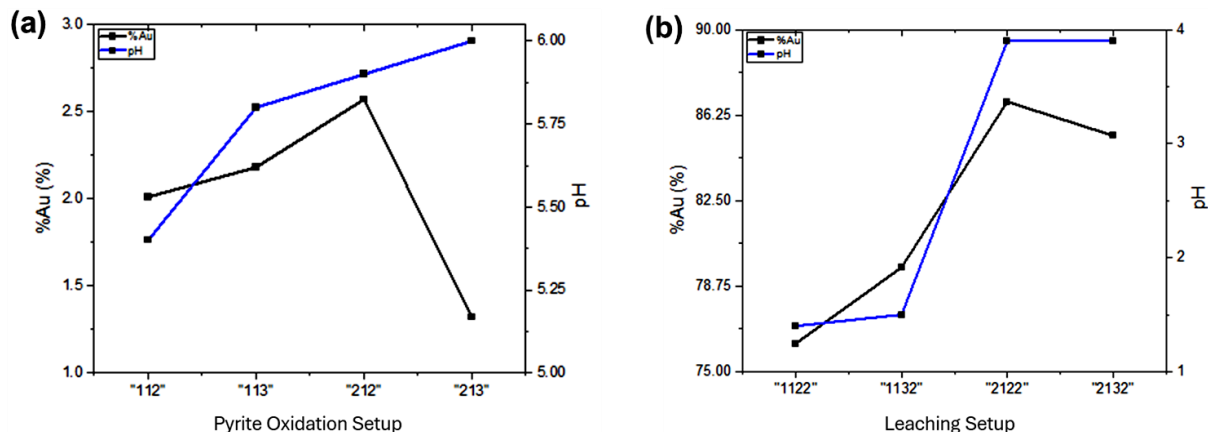 (a)
%Au
pH
3.0
2.5
2.0
1.5
1.0
%Au (%)
6.00
5.75
5.50
5.25
5.00
pH
"112"
"113"
"212"
"213"
Pyrite Oxidation Setup
(b)
%Au
pH
90.00
86.25
82.50
78.75
75.00
%Au (%)
4
3
2
1
pH
"1122"
"1132"
"2122"
"2132"
Leaching Setup